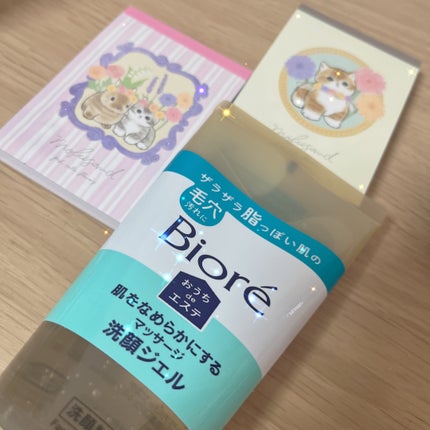 mofusand
mofusand
ザラザラ脂っぽい肌の
毛穴
汚れに
Bioré
おうち
de
エステ
肌をなめらかにする
マッサージ
洗顔ジェル